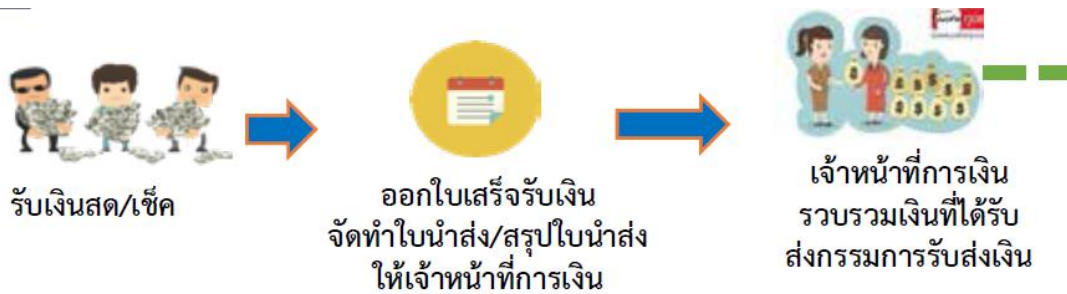 รับเงินสด/เช็ค
ออกใบเสร็จรับเงิน
จัดทำใบนำส่ง/สรุปใบนำส่ง
ให้เจ้าหน้าที่การเงิน
เจ้าหน้าที่การเงิน
รวบรวมเงินที่ได้รับ
ส่งกรรมการรับส่งเงิน